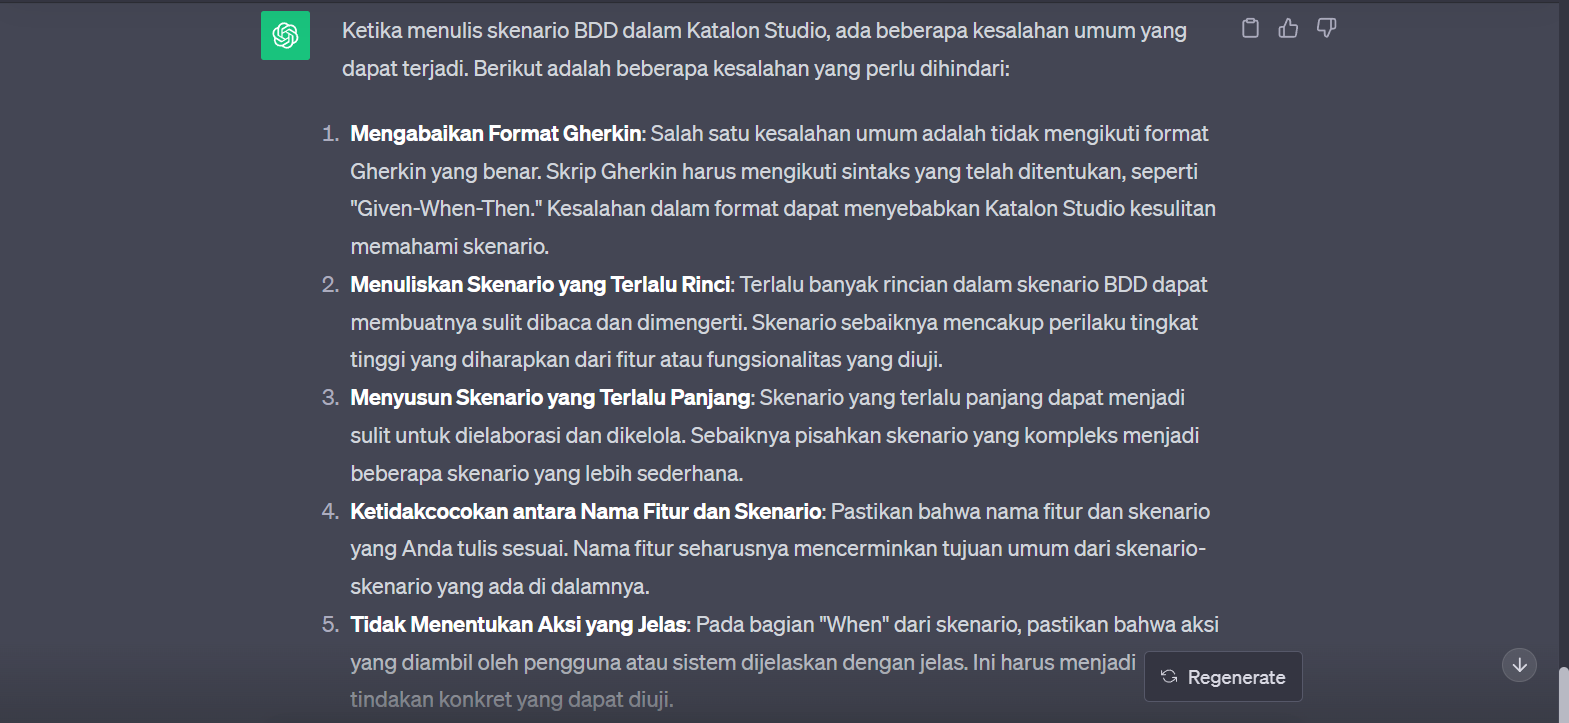 Ketika menulis skenario BDD dalam Katalon Studio, ada beberapa kesalahan umum yang
dapat terjadi. Berikut adalah beberapa kesalahan yang perlu dihindari:
1. Mengabaikan Format Gherkin: Salah satu kesalahan umum adalah tidak mengikuti format
Gherkin yang benar. Skrip Gherkin harus mengikuti sintaks yang telah ditentukan, seperti
"Given-When-Then." Kesalahan dalam format dapat menyebabkan Katalon Studio kesulitan
memahami skenario.
2. Menuliskan Skenario yang Terlalu Rinci: Terlalu banyak rincian dalam skenario BDD dapat
membuatnya sulit dibaca dan dimengerti. Skenario sebaiknya mencakup perilaku tingkat
tinggi yang diharapkan dari fitur atau fungsionalitas yang diuji.
3. Menyusun Skenario yang Terlalu Panjang: Skenario yang terlalu panjang dapat menjadi
sulit untuk dielaborasi dan dikelola. Sebaiknya pisahkan skenario yang kompleks menjadi
beberapa skenario yang lebih sederhana.
4. Ketidakcocokan antara Nama Fitur dan Skenario: Pastikan bahwa nama fitur dan skenario
yang Anda tulis sesuai. Nama fitur seharusnya mencerminkan tujuan umum dari skenario-
skenario yang ada di dalamnya.
5. Tidak Menentukan Aksi yang Jelas: Pada bagian "When" dari skenario, pastikan bahwa aksi
yang diambil oleh pengguna atau sistem dijelaskan dengan jelas. Ini harus menjadi
tindakan konkret yang dapat diuji.
Regenerate